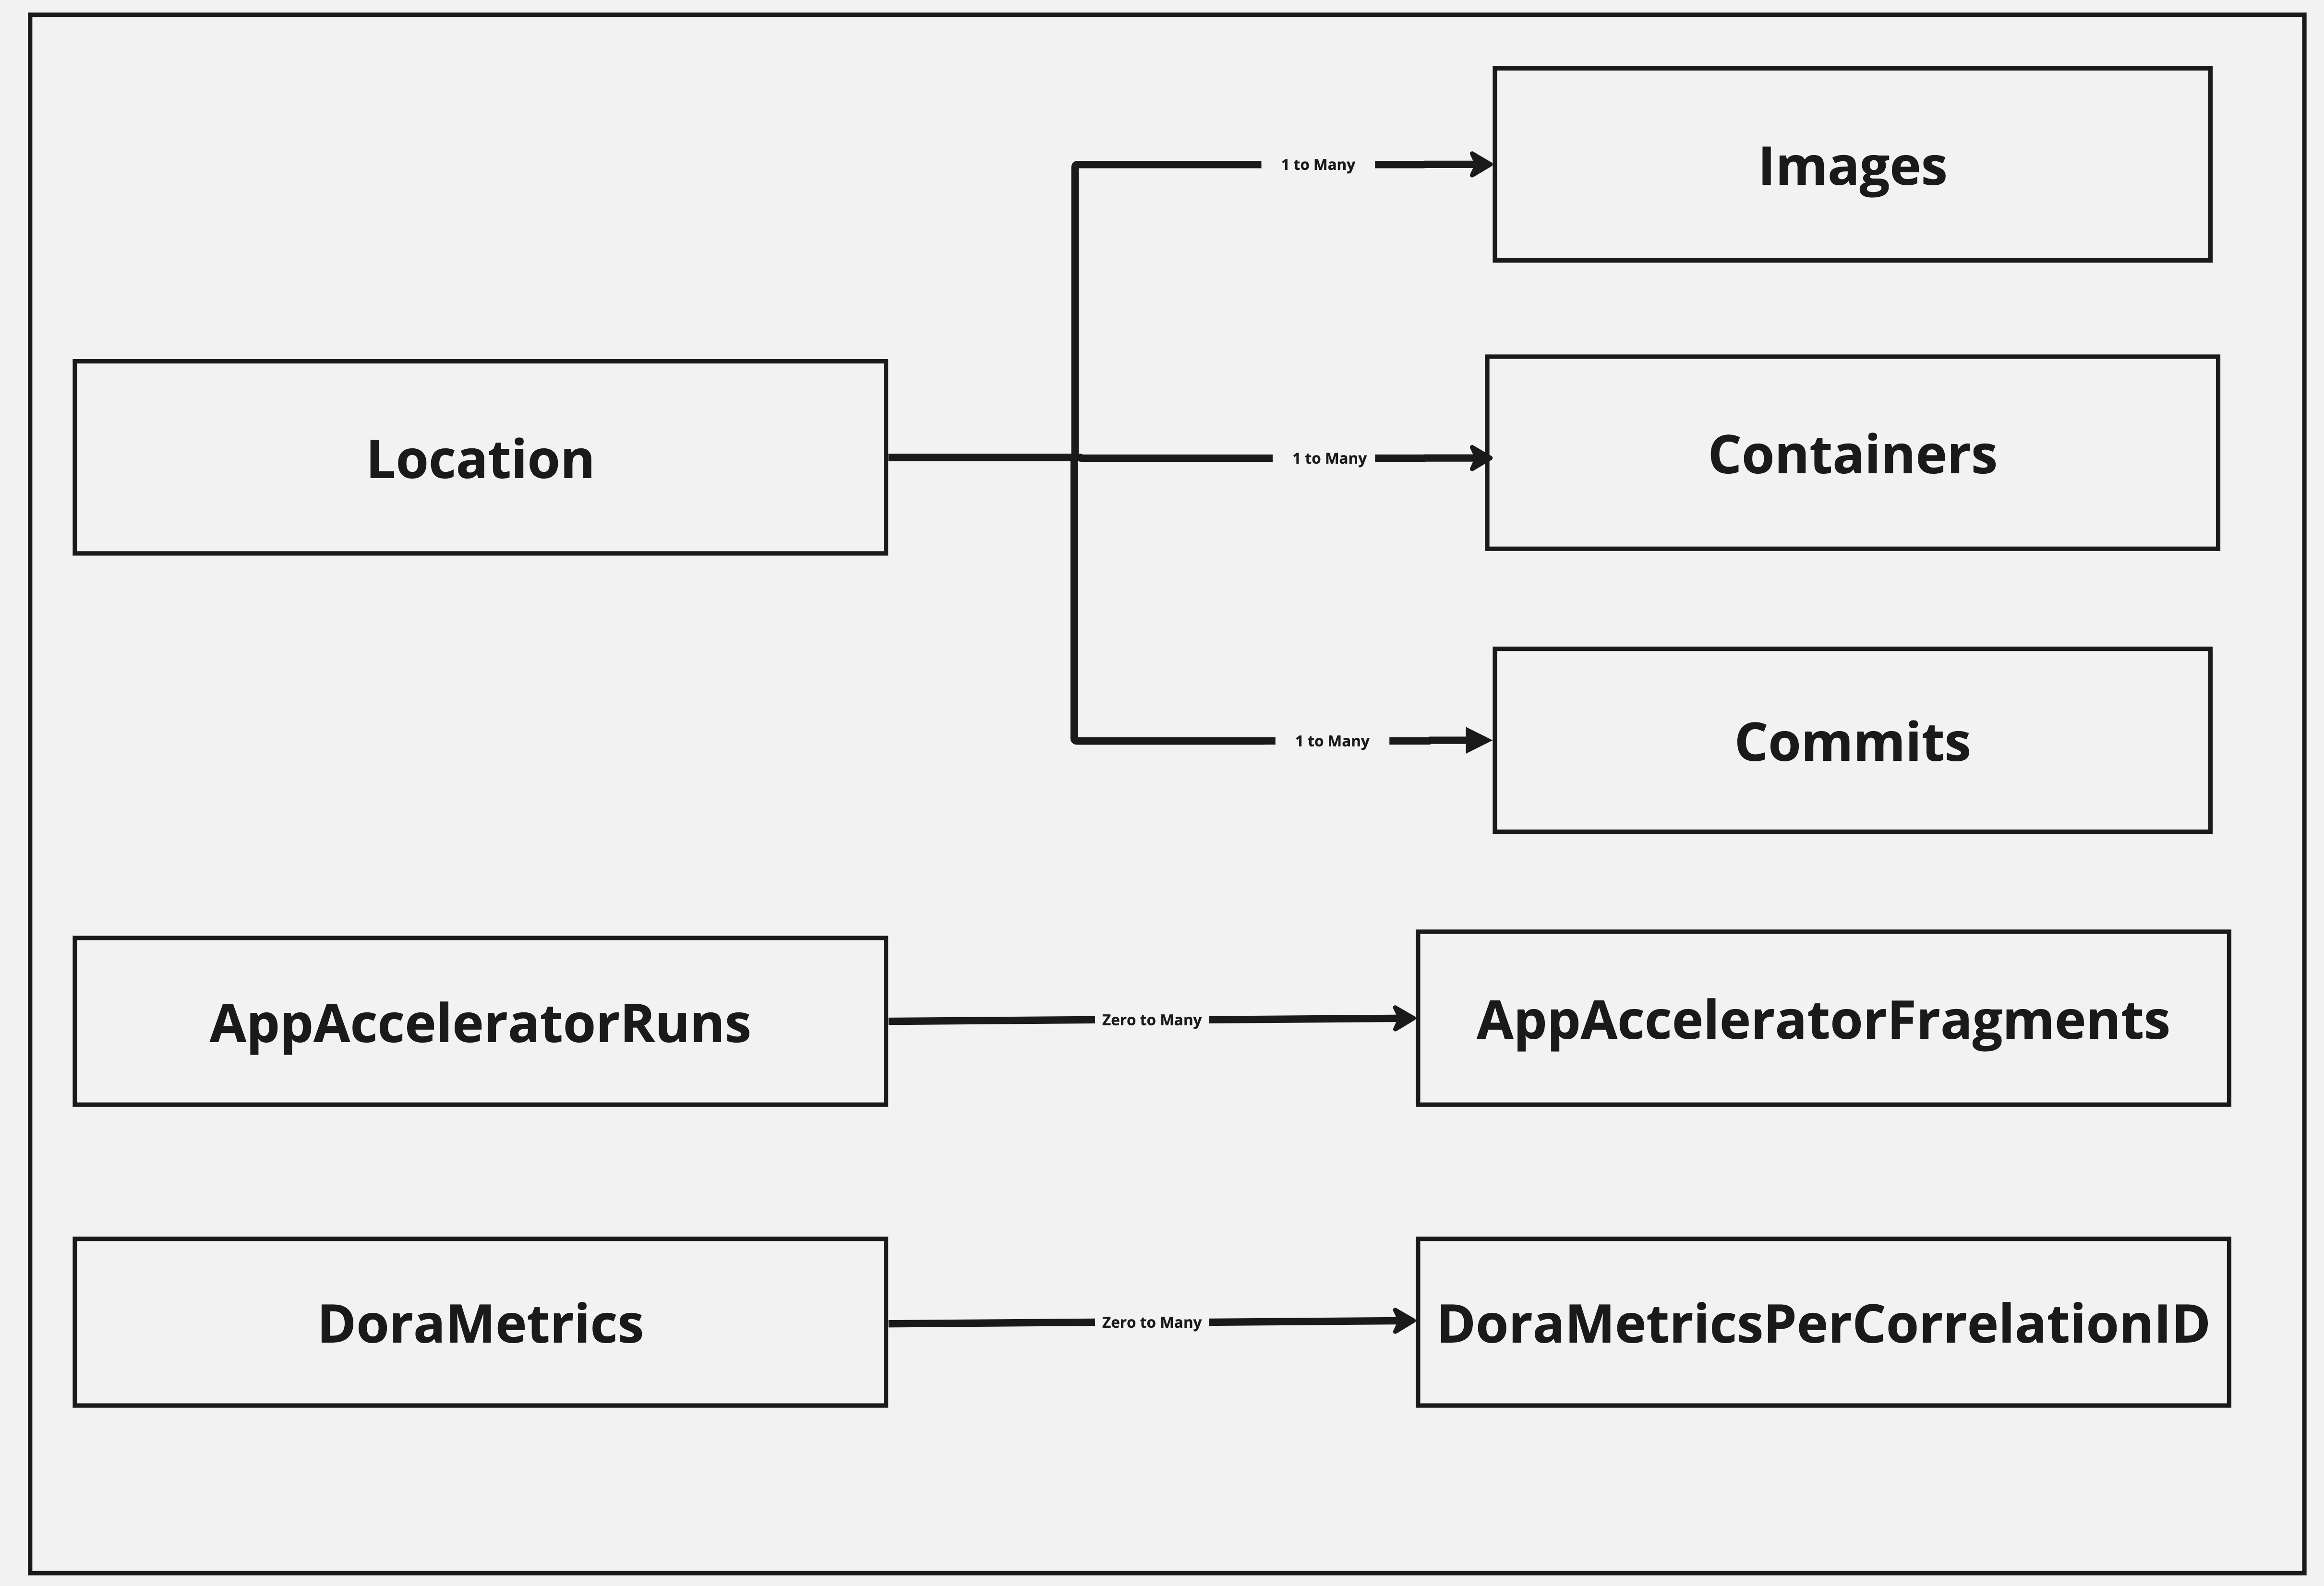 Images
1 to Many
Location
1 to Many
Containers
1 to Many
Commits
AppAcceleratorRuns
Zero to Many
AppAcceleratorFragments
DoraMetrics
Zero to Many
DoraMetricsPerCorrelationID